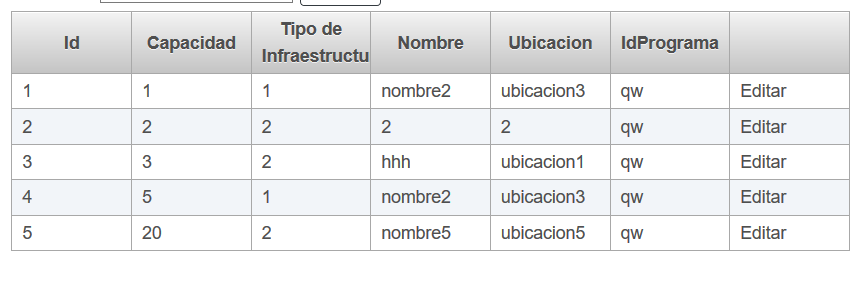 Id Capacidad Tipo de Infraestructu Nombre Ubicacion IdPrograma
1 1 1 nombre2 ubicacion3 qw Editar
2 2 2 2 2 qw Editar
3 3 2 hhh ubicacion1 qw Editar
4 5 1 nombre2 ubicacion3 qw Editar
5 20 2 nombre5 ubicacion5 qw Editar